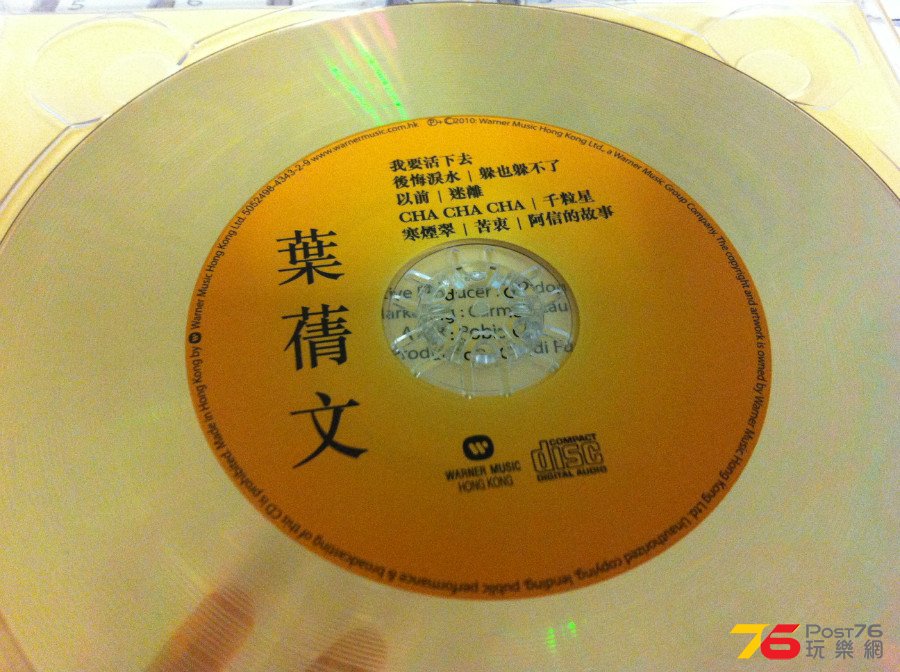 Made in Hong Kong by Warner Music Hong Kong Ltd. 5052498-4343-2-9 www.warnermusic.com.hk ℗+©2010: Warner Music Hong Kong Ltd., a Warner Music Group Company. The copyright and artwork is owned by Warner Music Hong Kong Ltd. Unauthorized copying, lending, public performance & broadcasting of this CD is prohibited
我要活下去
後悔淚水 | 躲也躲不了
以前 | 迷離
CHA CHA CHA | 千粒星
寒煙翠 | 苦衷 | 阿信的故事
葉蒨文
WARNER MUSIC
HONG KONG
COMPACT
disc
DIGITAL AUDIO
76 POST76
玩樂網